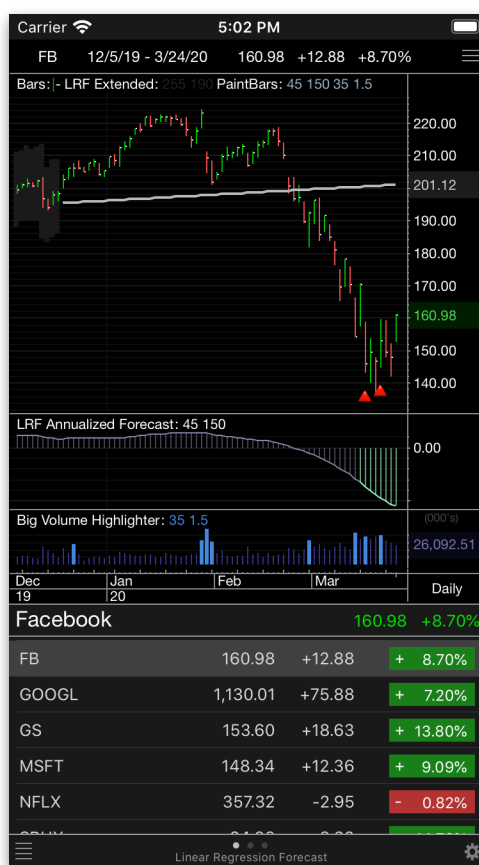 Carrier 5:02 PM
FB 12/5/19 - 3/24/20 160.98 +12.88 +8.70%
Bars: - LRF Extended: 255 190 PaintBars: 45 150 35 1.5
220.00
210.00
201.12
190.00
180.00
170.00
160.98
150.00
140.00
LRF Annualized Forecast: 45 150
0.00
Big Volume Highlighter: 35 1.5
(000's)
26,092.51
Dec Jan Feb Mar
19 20
Daily
Facebook 160.98 +8.70%
FB 160.98 +12.88 + 8.70%
GOOGL 1,130.01 +75.88 + 7.20%
GS 153.60 +18.63 + 13.80%
MSFT 148.34 +12.36 + 9.09%
NFLX 357.32 -2.95 - 0.82%
Linear Regression Forecast